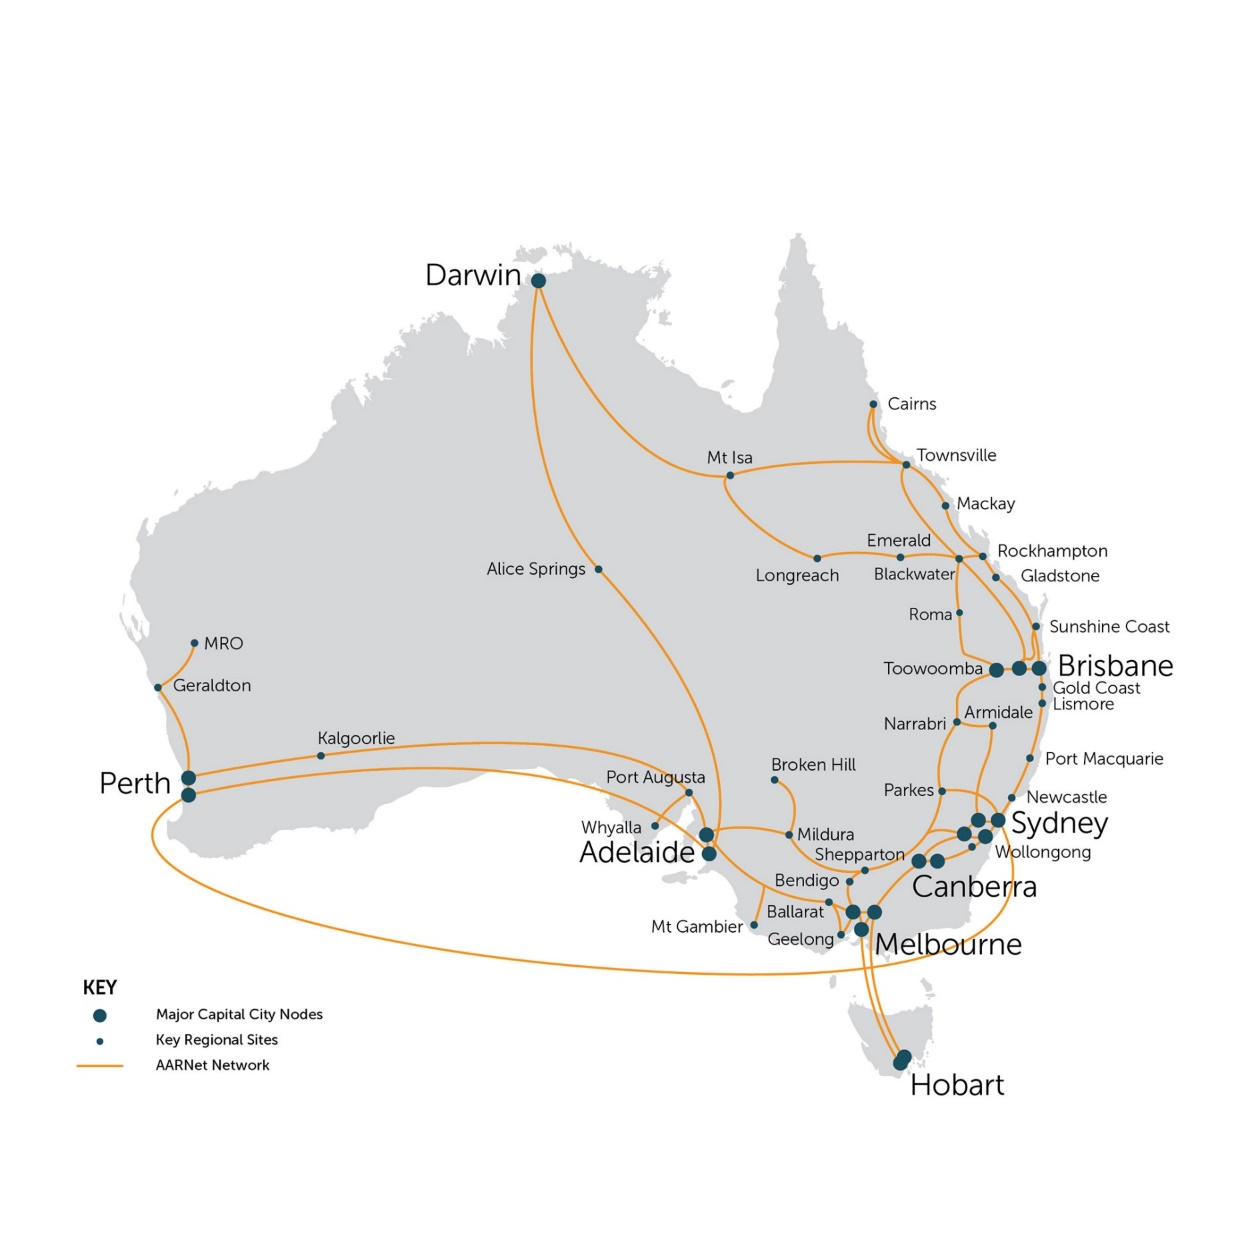 Darwin
Cairns
Townsville
Mt Isa
Mackay
Emerald
Rockhampton
Alice Springs
Longreach
Blackwater
Gladstone
Roma
Sunshine Coast
MRO
Toowoomba
Brisbane
Geraldton
Gold Coast
Lismore
Armidale
Narrabri
Kalgoorlie
Port Macquarie
Broken Hill
Port Augusta
Perth
Parkes
Newcastle
Whyalla
Mildura
Sydney
Adelaide
Shepparton
Wollongong
Bendigo
Canberra
Ballarat
Mt Gambier
Geelong
Melbourne
Hobart
KEY
Major Capital City Nodes
Key Regional Sites
AARNet Network